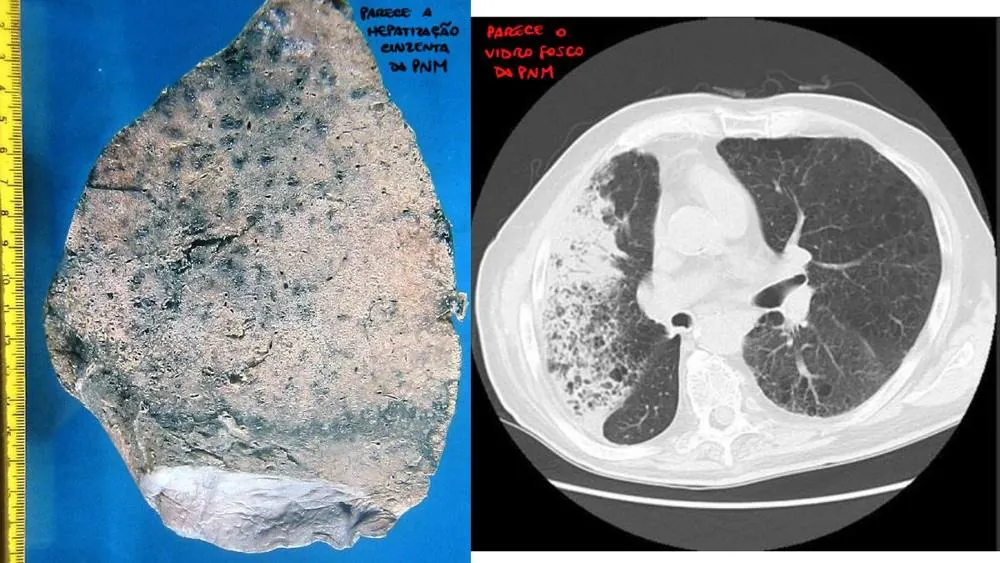 PARECE A
HEPATIZAÇÃO
CINZENTA
DA PNM
PARECE O
VIDRO FOSCO
DA PNM